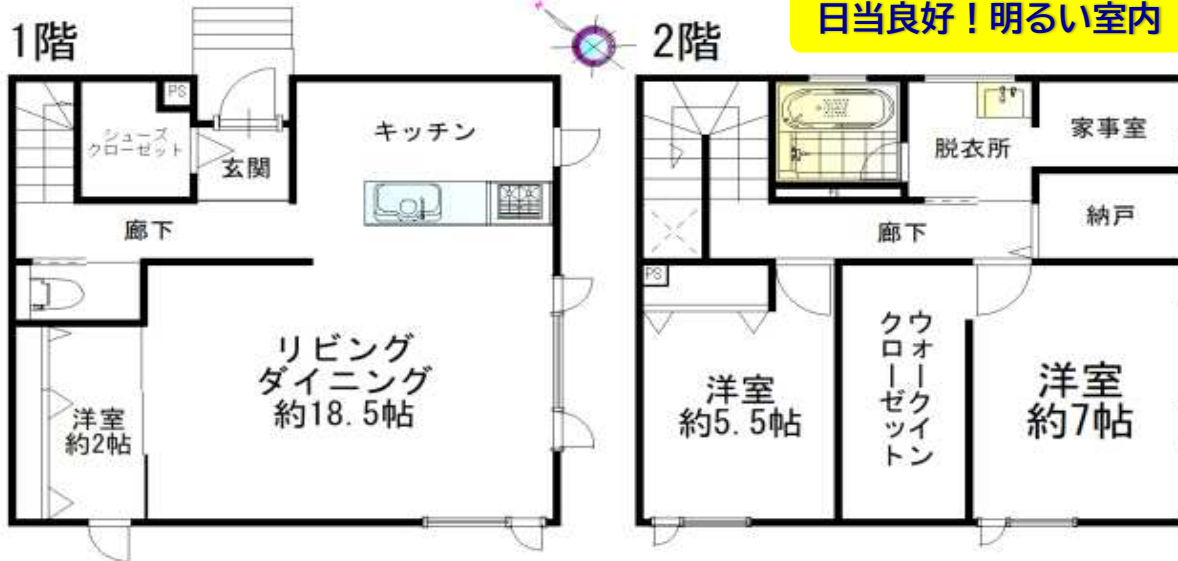 日当良好！明るい室内
1階
PS
シューズ
クローゼット
玄関
キッチン
廊下
リビング
ダイニング
約18.5帖
洋室
約2帖
2階
脱衣所
家事室
納戸
廊下
PS
洋室
約5.5帖
ウォークイン
クローゼット
洋室
約7帖